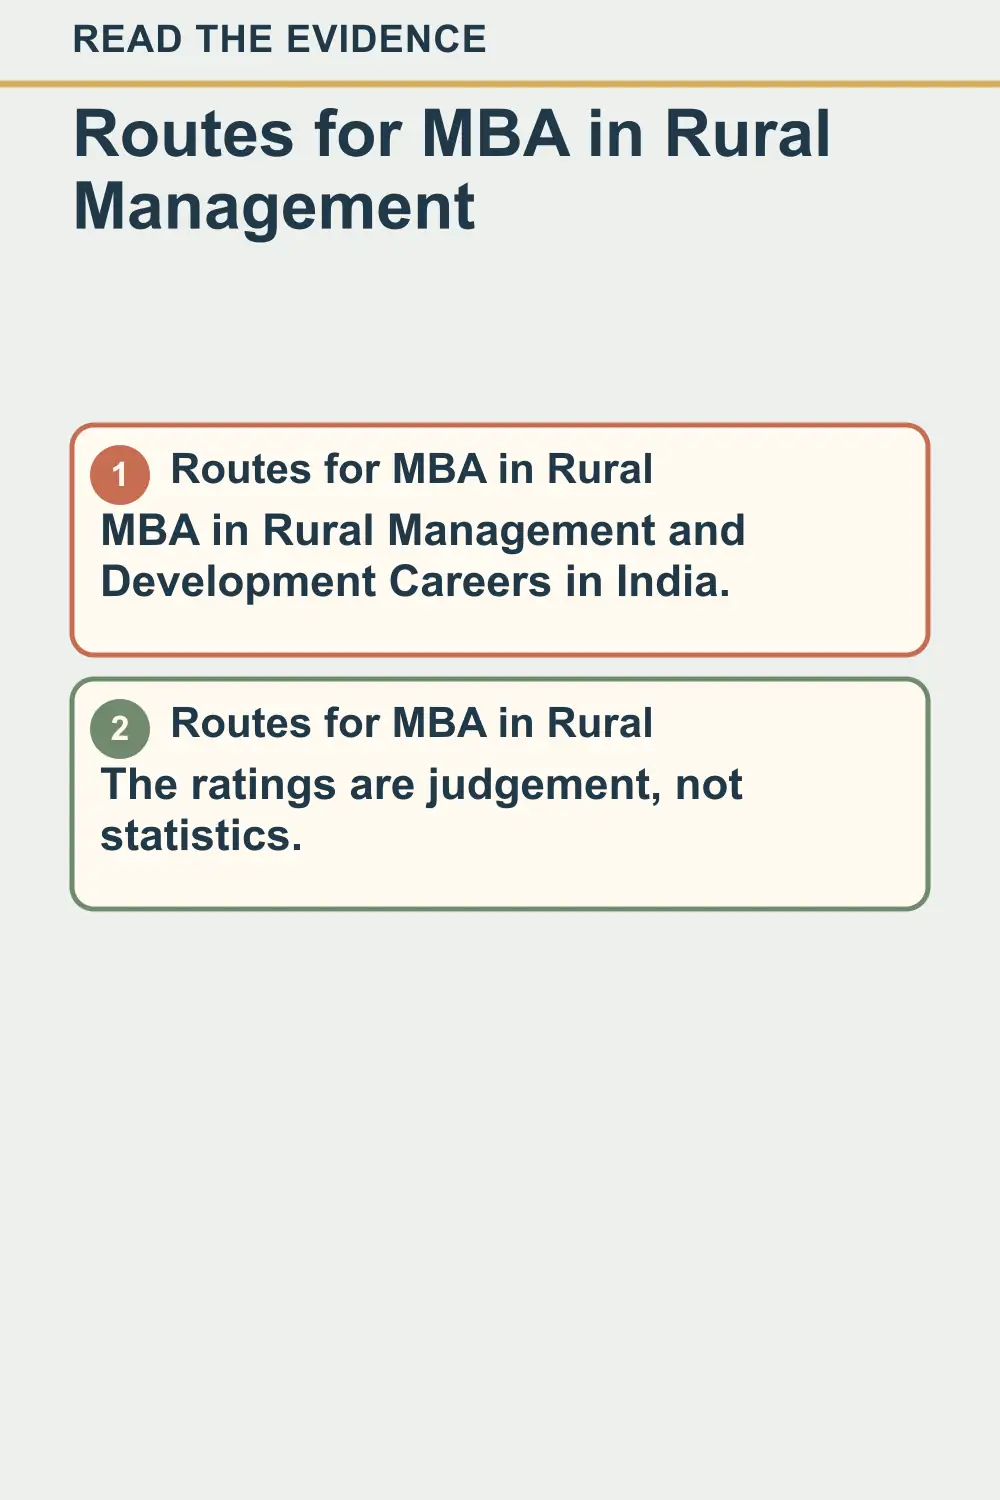 READ THE EVIDENCE
Routes for MBA in Rural
Management
1
Routes for MBA in Rural
MBA in Rural Management and
Development Careers in India.
2
Routes for MBA in Rural
The ratings are judgement, not
statistics.